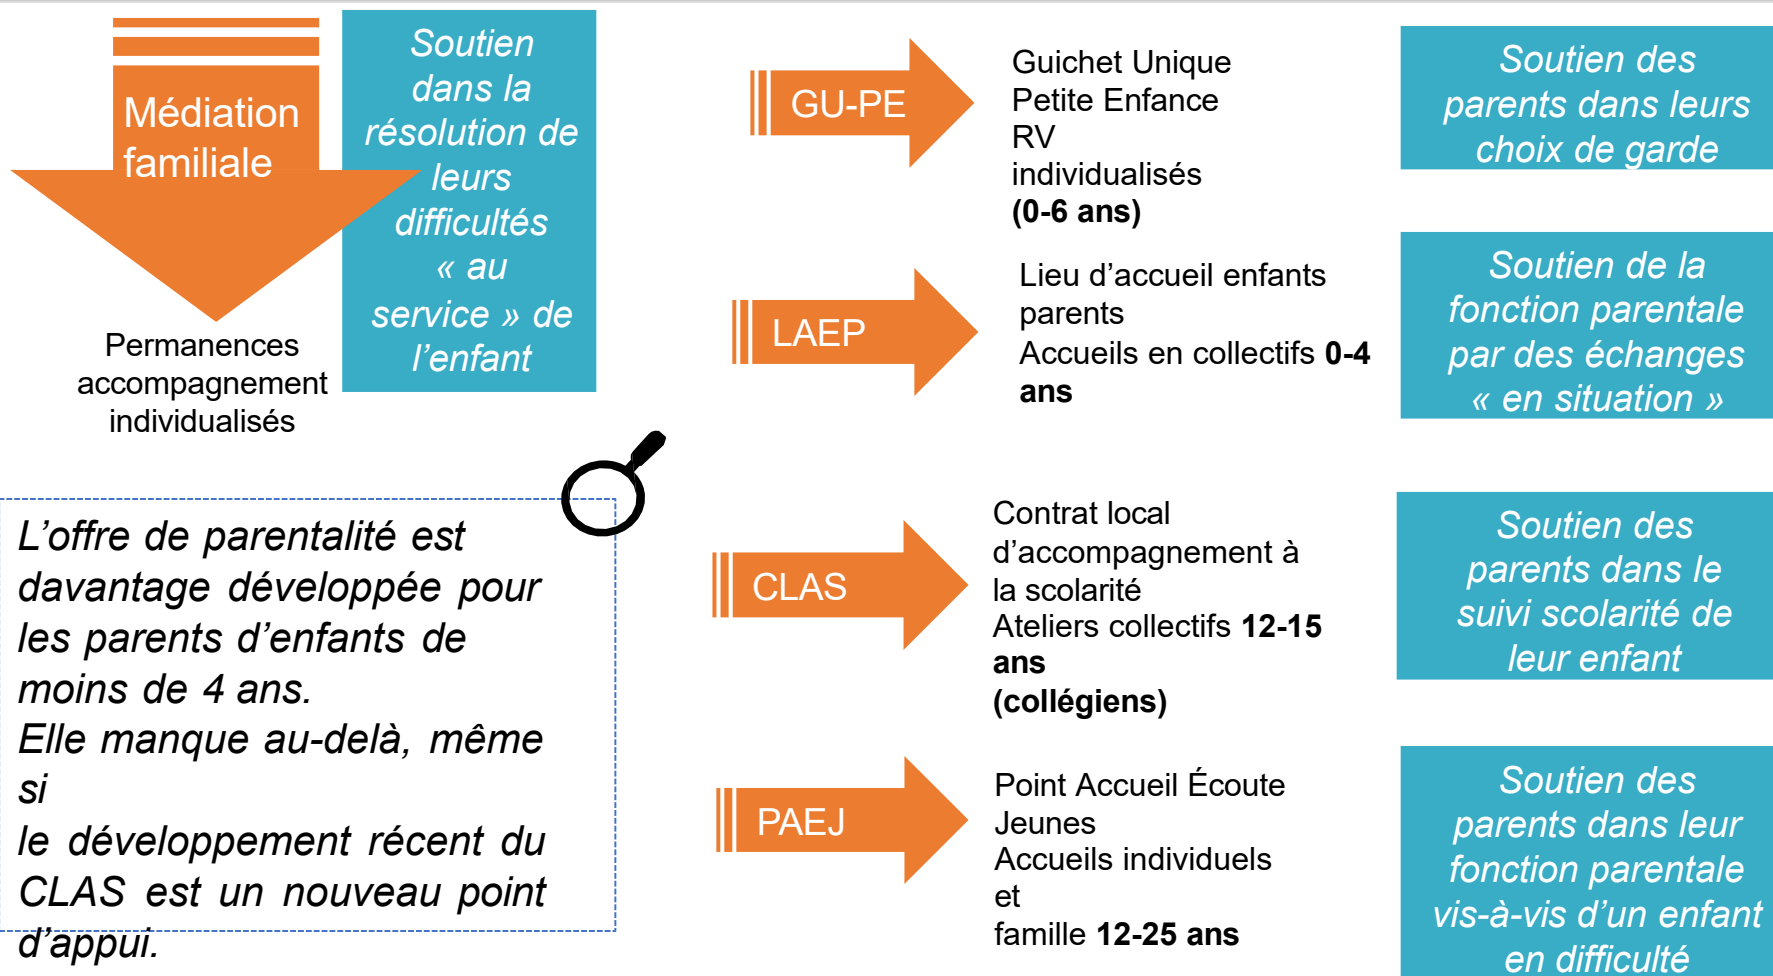 Médiation
familiale
Soutien
dans la
résolution de
leurs
difficultés
« au
service » de
l’enfant
Permanences
accompagnement
individualisés
L’offre de parentalité est
davantage développée pour
les parents d’enfants de
moins de 4 ans.
Elle manque au-delà, même
si
le développement récent du
CLAS est un nouveau point
d’appui.
GU-PE
Guichet Unique
Petite Enfance
RV
individualisés
(0-6 ans)
Soutien des
parents dans leurs
choix de garde
LAEP
Lieu d’accueil enfants
parents
Accueils en collectifs 0-4
ans
Soutien de la
fonction parentale
par des échanges
« en situation »
CLAS
Contrat local
d’accompagnement à
la scolarité
Ateliers collectifs 12-15
ans
(collégiens)
Soutien des
parents dans le
suivi scolarité de
leur enfant
PAEJ
Point Accueil Écoute
Jeunes
Accueils individuels
et
famille 12-25 ans
Soutien des
parents dans leur
fonction parentale
vis-à-vis d’un enfant
en difficulté